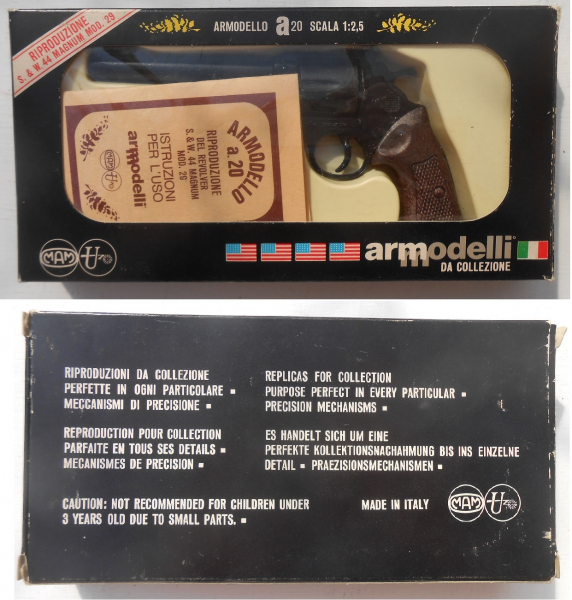 RIPRODUZIONE
S. & W. 44 MAGNUM MOD. 29
ARMODELLO a20 SCALA 1:2,5
ARMODELLO
a.20
RIPRODUZIONE
DEL REVOLVER
S. & W. 44 MAGNUM
MOD. 29
armodelli
ISTRUZIONI
PER L'USO
MAM
armodelli
DA COLLEZIONE
RIPRODUZIONI DA COLLEZIONE
PERFETTE IN OGNI PARTICOLARE ▪
MECCANISMI DI PRECISIONE ▪
REPLICAS FOR COLLECTION
PURPOSE PERFECT IN EVERY PARTICULAR ▪
PRECISION MECHANISMS ▪
REPRODUCTION POUR COLLECTION
PARFAITE EN TOUS SES DETAILS ▪
MECANISMES DE PRECISION ▪
ES HANDELT SICH UM EINE
PERFEKTE KOLLEKTIONSNACHAHMUNG BIS INS EINZELNE
DETAIL ▪ PRAEZISIONSMECHANISMEN ▪
CAUTION: NOT RECOMMENDED FOR CHILDREN UNDER
3 YEARS OLD DUE TO SMALL PARTS. ▪
MADE IN ITALY
MAM